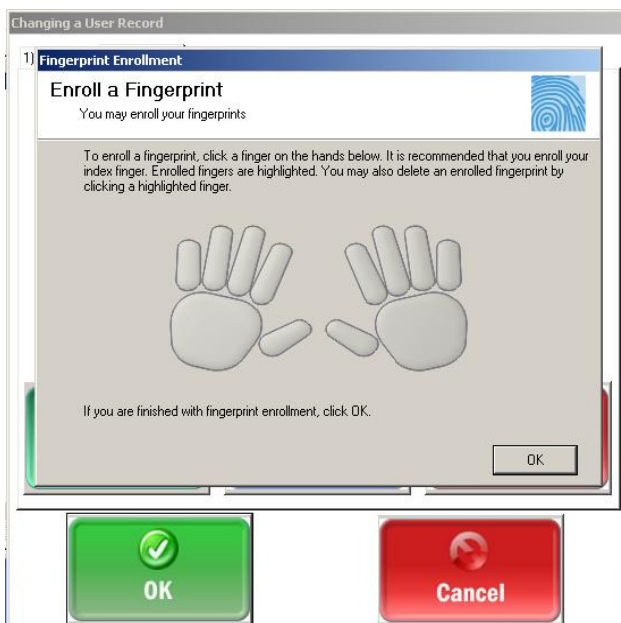 Changing a User Record
1)
Fingerprint Enrollment
Enroll a Fingerprint
You may enroll your fingerprints
To enroll a fingerprint, click a finger on the hands below. It is recommended that you enroll your
index finger. Enrolled fingers are highlighted. You may also delete an enrolled fingerprint by
clicking a highlighted finger.
If you are finished with fingerprint enrollment, click OK.
OK
OK
Cancel